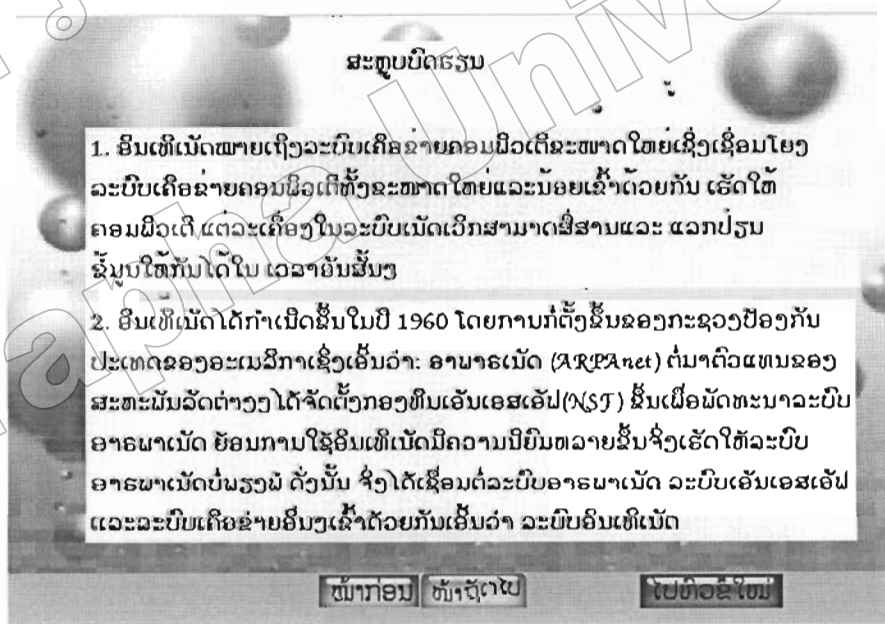 ສະຫຼຸບບົດຮຽນ
1. ອິນເທີເນັດໝາຍເຖິງລະບົບເຄືອຂ່າຍຄອມພິວເຕີຂະໜາດໃຫຍ່ເຊິ່ງເຊື່ອມໂຍງ
ລະບົບເຄືອຂ່າຍຄອມພິວເຕີທັ້ງຂະໜາດໃຫຍ່ແລະນ້ອຍເຂົ້າດ້ວຍກັນ ເຮັດໃຫ້
ຄອມພິວເຕີ ແຕ່ລະເຄື່ອງໃນລະບົບເນັດເວີກສາມາດສື່ສານແລະ ແລກປ່ຽນ
ຂໍ້ມູນໃຫ້ກັນໄດ້ໃນ ເວລາອັນສັ້ນໆ
2. ອິນເທີເນັດໄດ້ກຳເນີດຂຶ້ນໃນປີ 1960 ໂດຍການກໍ່ຕັ້ງຂຶ້ນຂອງກະຊວງປ້ອງກັນ
ປະເທດຂອງອະເມລິກາເຊິ່ງເອີ້ນວ່າ: ອາພາຣເນັດ (ARPAnet) ຕໍ່ມາຕົວແທນຂອງ
ສະຫະພັນລັດຕ່າງໆໄດ້ຈັດຕັ້ງກອງທຶນເອັນເອສເອັຟ(NSF) ຂຶ້ນເພື່ອພັດທະນາລະບົບ
ອາຣພາເນັດ ຍ້ອນການໃຊ້ອິນເທີເນັດມີຄວາມນິຍົມຫລາຍຂຶ້ນຈຶ່ງເຮັດໃຫ້ລະບົບ
ອາຣພາເນັດບໍ່ພຽງພໍ ດັ່ງນັ້ນ ຈຶ່ງໄດ້ເຊື່ອມຕໍ່ລະບົບອາຣພາເນັດ ລະບົບເອັນເອສເອັຟ
ແລະລະບົບເຄືອຂ່າຍອື່ນໆເຂົ້າດ້ວຍກັນເອີ້ນວ່າ ລະບົບອິນເທີເນັດ
ໜ້າກ່ອນ ໜ້າຖັດໄປ ໄປຫົວຂໍ້ໃໝ່